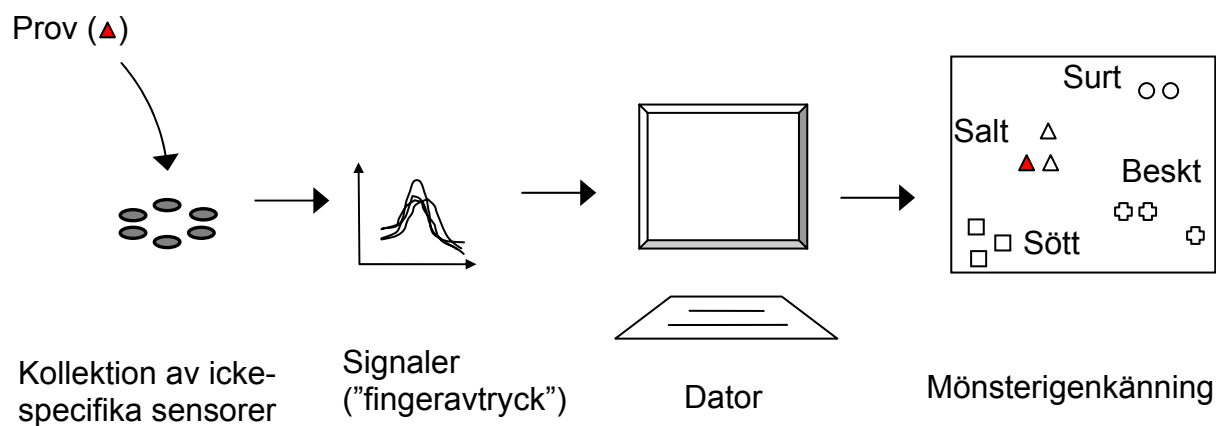 Prov (▲)
Kollektion av icke-
specifika sensorer
Signaler
(”fingeravtryck”)
Dator
Surt
Salt
Beskt
Sött
Mönsterigenkänning